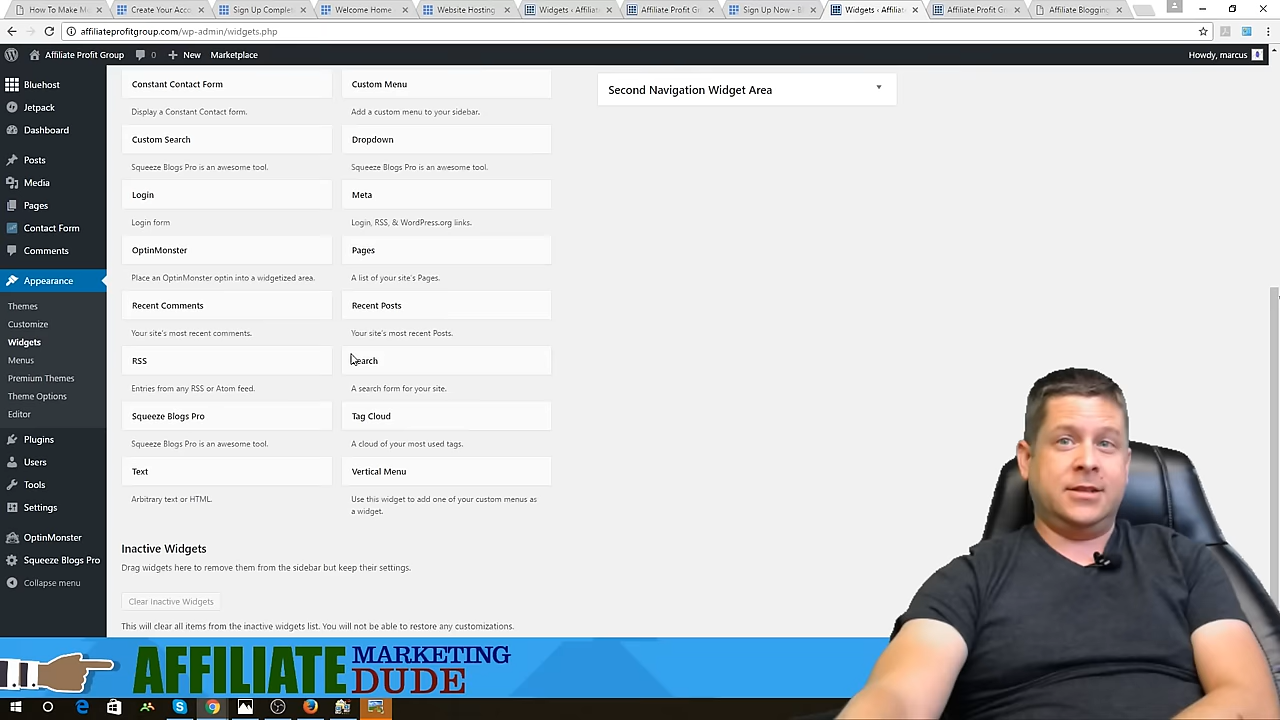 How To Make M
Create Your Acco
Sign Up Complet
Welcome Home
Website Hosting
Widgets ‹ Affiliat
Affiliate Profit Gr
Sign Up Now - B
Widgets ‹ Affiliat
Affiliate Profit G
Affiliate Blogging
affiliateprofitgroup.com/wp-admin/widgets.php
Affiliate Profit Group
0
New
Marketplace
Howdy, marcus
Bluehost
Jetpack
Dashboard
Posts
Media
Pages
Contact Form
Comments
Appearance
Themes
Customize
Widgets
Menus
Premium Themes
Theme Options
Editor
Plugins
Users
Tools
Settings
OptinMonster
Squeeze Blogs Pro
Collapse menu
Constant Contact Form
Display a Constant Contact form.
Custom Menu
Add a custom menu to your sidebar.
Custom Search
Squeeze Blogs Pro is an awesome tool.
Dropdown
Squeeze Blogs Pro is an awesome tool.
Login
Login form
Meta
Login, RSS, & WordPress.org links.
OptinMonster
Place an OptinMonster optin into a widgetized area.
Pages
A list of your site's Pages.
Recent Comments
Your site's most recent comments.
Recent Posts
Your site's most recent Posts.
RSS
Entries from any RSS or Atom feed.
Search
A search form for your site.
Squeeze Blogs Pro
Squeeze Blogs Pro is an awesome tool.
Tag Cloud
A cloud of your most used tags.
Text
Arbitrary text or HTML.
Vertical Menu
Use this widget to add one of your custom menus as
a widget.
Second Navigation Widget Area
Inactive Widgets
Drag widgets here to remove them from the sidebar but keep their settings.
Clear Inactive Widgets
This will clear all items from the inactive widgets list. You will not be able to restore any customizations.
AFFILIATE
MARKETING
DUDE